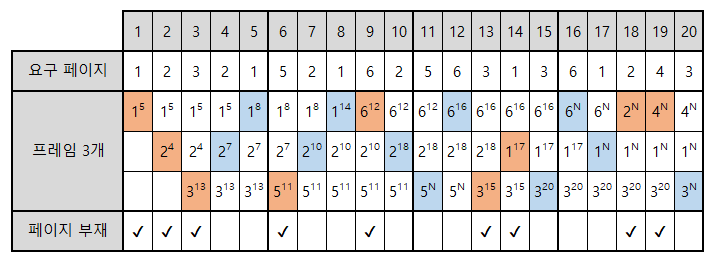 1 2 3 4 5 6 7 8 9 10 11 12 13 14 15 16 17 18 19 20
요구 페이지 1 2 3 2 1 5 2 1 6 2 5 6 3 1 3 6 1 2 4 3
1⁵ 1⁵ 1⁵ 1⁵ 1⁸ 1⁸ 1⁸ 1¹⁴ 6¹² 6¹² 6¹² 6¹⁶ 6¹⁶ 6¹⁶ 6¹⁶ 6ᴺ 6ᴺ 2ᴺ 4ᴺ 4ᴺ
프레임 3개 2⁴ 2⁴ 2⁷ 2⁷ 2⁷ 2¹⁰ 2¹⁰ 2¹⁰ 2¹⁸ 2¹⁸ 2¹⁸ 2¹⁸ 1¹⁷ 1¹⁷ 1¹⁷ 1ᴺ 1ᴺ 1ᴺ 1ᴺ
3¹³ 3¹³ 3¹³ 5¹¹ 5¹¹ 5¹¹ 5¹¹ 5¹¹ 5ᴺ 5ᴺ 3¹⁵ 3¹⁵ 3²⁰ 3²⁰ 3²⁰ 3²⁰ 3²⁰ 3ᴺ
페이지 부재 ✓ ✓ ✓ ✓ ✓ ✓ ✓ ✓ ✓